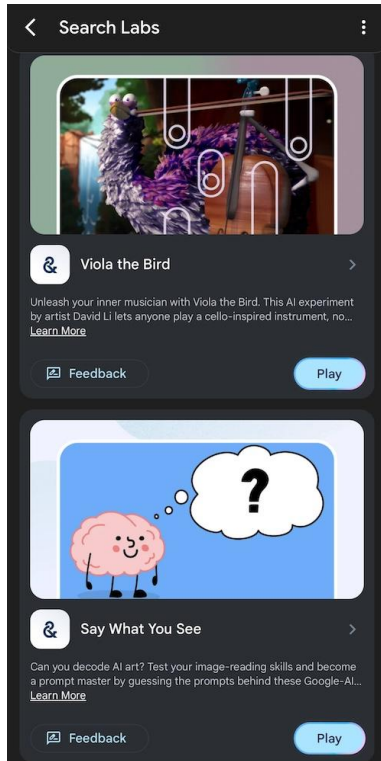 Search Labs
&
Viola the Bird
Unleash your inner musician with Viola the Bird. This AI experiment
by artist David Li lets anyone play a cello-inspired instrument, no...
Learn More
Feedback
Play
?
&
Say What You See
Can you decode AI art? Test your image-reading skills and become
a prompt master by guessing the prompts behind these Google-AI...
Learn More
Feedback
Play